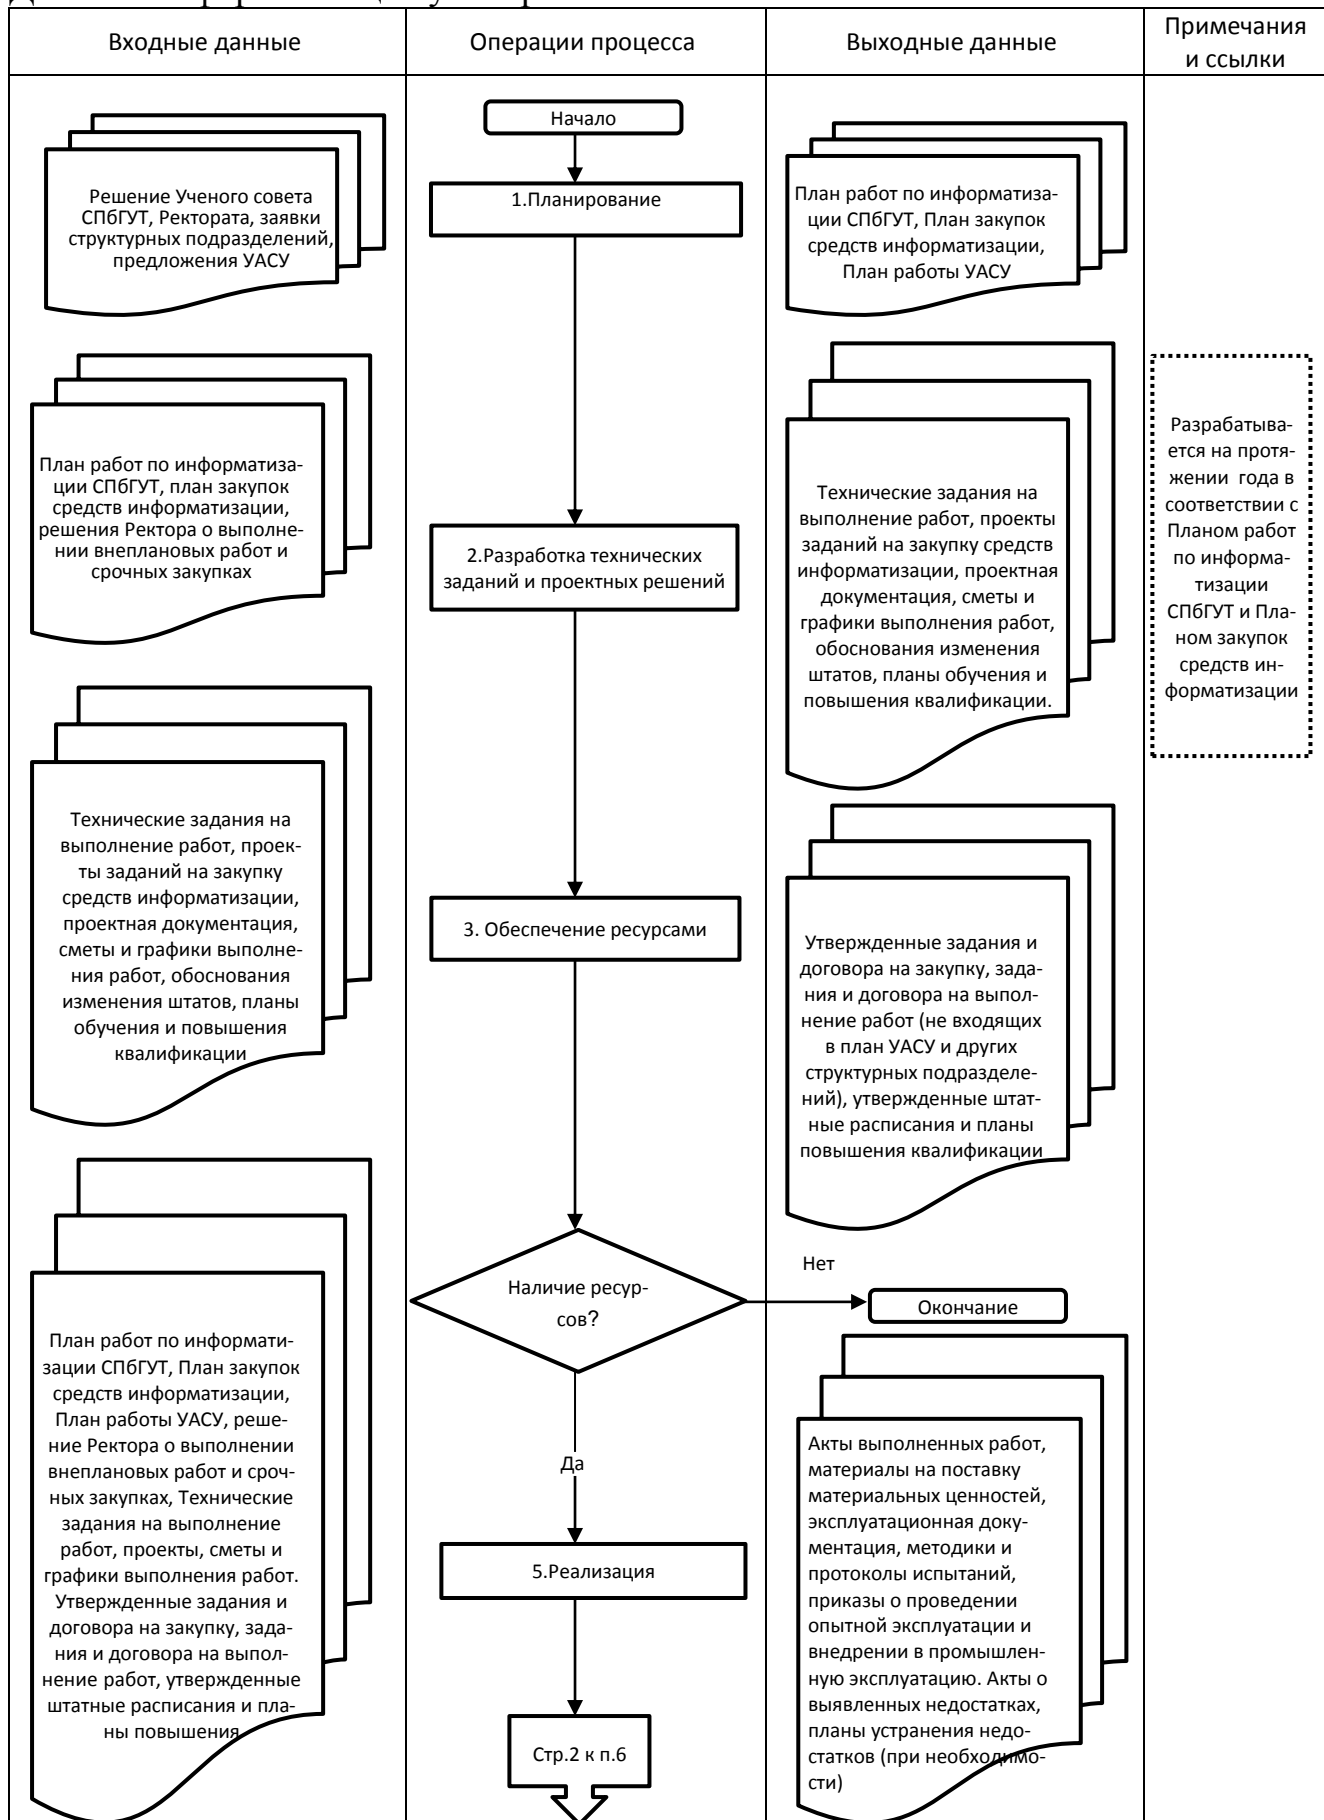 Входные данные
Операции процесса
Выходные данные
Примечания
и ссылки
Начало
Решение Ученого совета
СПбГУТ, Ректората, заявки
структурных подразделений,
предложения УАСУ
1.Планирование
План работ по информатиза-
ции СПбГУТ, План закупок
средств информатизации,
План работы УАСУ
План работ по информатиза-
ции СПбГУТ, план закупок
средств информатизации,
решения Ректора о выполне-
нии внеплановых работ и
срочных закупках
2.Разработка технических
заданий и проектных решений
Технические задания на
выполнение работ, проекты
заданий на закупку средств
информатизации, проектная
документация, сметы и
графики выполнения работ,
обоснования изменения
штатов, планы обучения и
повышения квалификации.
Разрабатыва-
ется на протя-
жении года в
соответствии с
Планом работ
по информа-
тизации
СПбГУТ и Пла-
ном закупок
средств ин-
форматизации
Технические задания на
выполнение работ, проек-
ты заданий на закупку
средств информатизации,
проектная документация,
сметы и графики выполне-
ния работ, обоснования
изменения штатов, планы
обучения и повышения
квалификации
3. Обеспечение ресурсами
Утвержденные задания и
договора на закупку, зада-
ния и договора на выпол-
нение работ (не входящих
в план УАСУ и других
структурных подразделе-
ний), утвержденные штат-
ные расписания и планы
повышения квалификации
Наличие ресур-
сов?
Нет
Окончание
План работ по информати-
зации СПбГУТ, План закупок
средств информатизации,
План работы УАСУ, реше-
ние Ректора о выполнении
внеплановых работ и сроч-
ных закупках, Технические
задания на выполнение
работ, проекты, сметы и
графики выполнения работ.
Утвержденные задания и
договора на закупку, зада-
ния и договора на выпол-
нение работ, утвержденные
штатные расписания и пла-
ны повышения
Да
5.Реализация
Стр.2 к п.6
Акты выполненных работ,
материалы на поставку
материальных ценностей,
эксплуатационная доку-
ментация, методики и
протоколы испытаний,
приказы о проведении
опытной эксплуатации и
внедрении в промышлен-
ную эксплуатацию. Акты о
выявленных недостатках,
планы устранения недо-
статков (при необходимо-
сти)